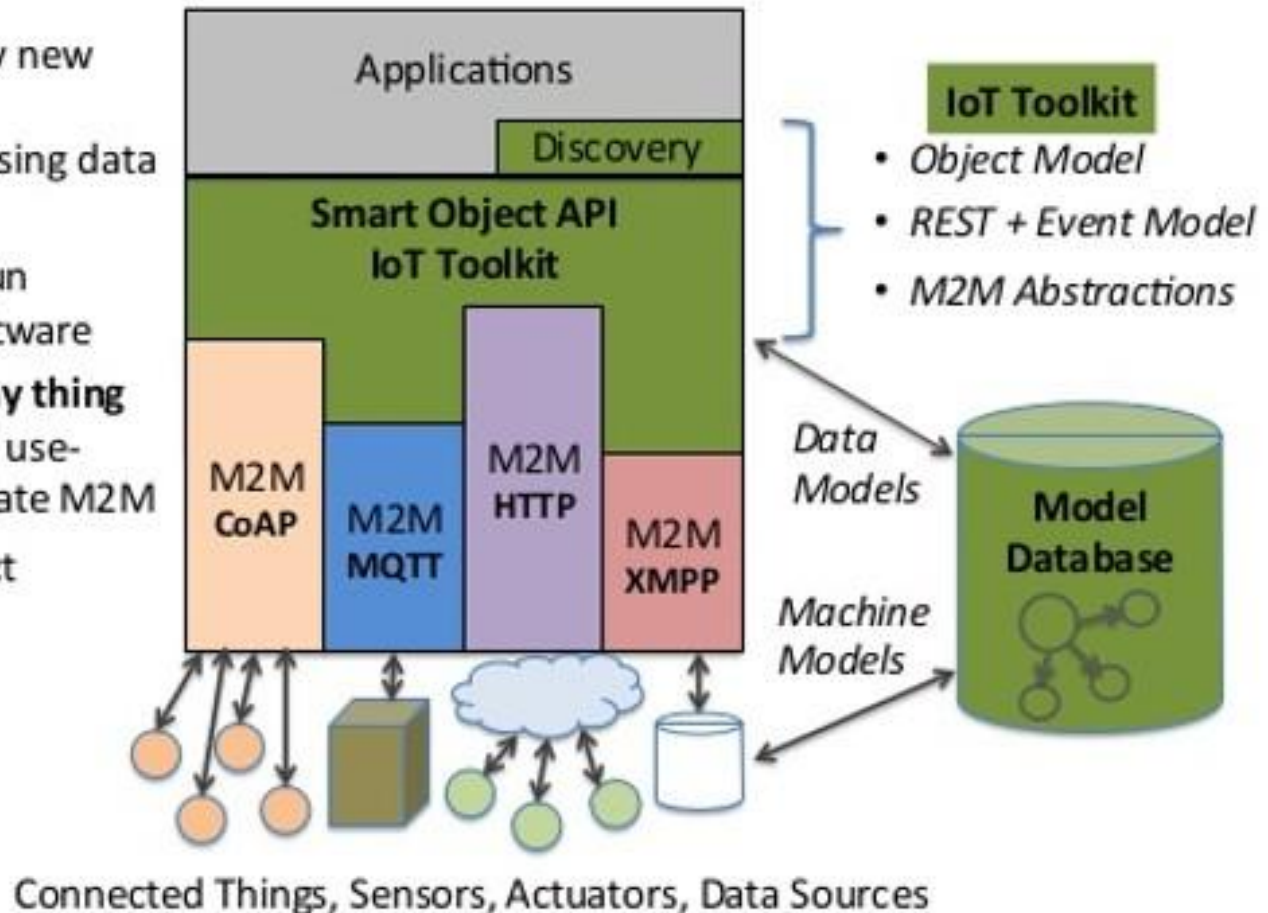 new
sing data
tware
y thing
use-
M2M
Applications
Discovery
Smart Object API
IoT Toolkit
M2M
CoAP
M2M
MQTT
M2M
HTTP
M2M
XMPP
IoT Toolkit
• Object Model
• REST + Event Model
• M2M Abstractions
Data
Models
Machine
Models
Model
Database
Connected Things, Sensors, Actuators, Data Sources